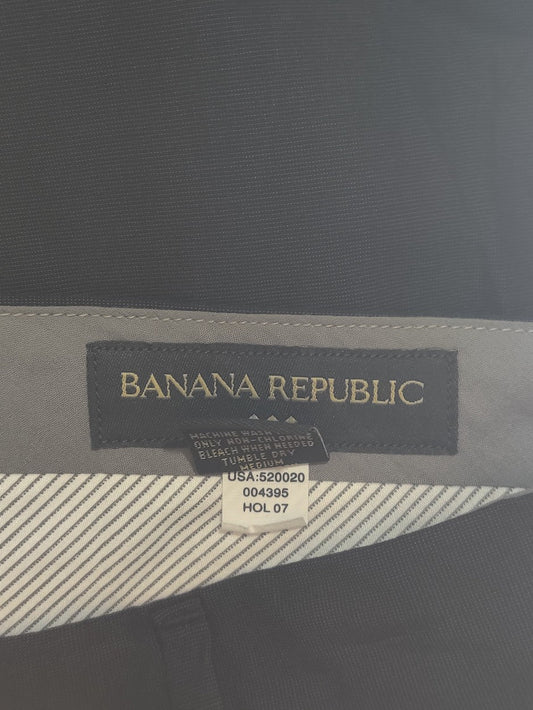 BANANA REPUBLIC
MACHINE WASH
ONLY NON-CHLORINE
BLEACH WHEN NEEDED
TUMBLE DRY
MEDIUM
USA:520020
004395
HOL 07